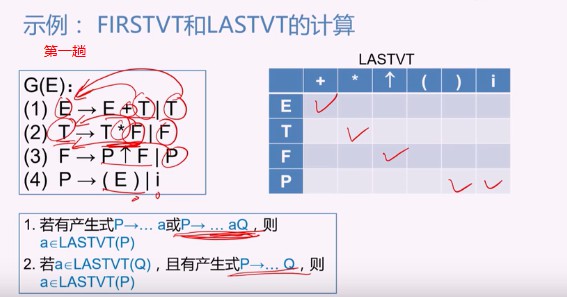 示例： FIRSTVT和LASTVT的计算
第一趟
G(E):
(1) E → E + T | T
(2) T → T * F | F
(3) F → P ↑ F | P
(4) P → ( E ) | i
LASTVT
+ * ↑ ( ) i
E
T
F
P
1. 若有产生式P→… a或P→ … aQ，则
a∈LASTVT(P)
2. 若a∈LASTVT(Q)，且有产生式P→… Q，则
a∈LASTVT(P)